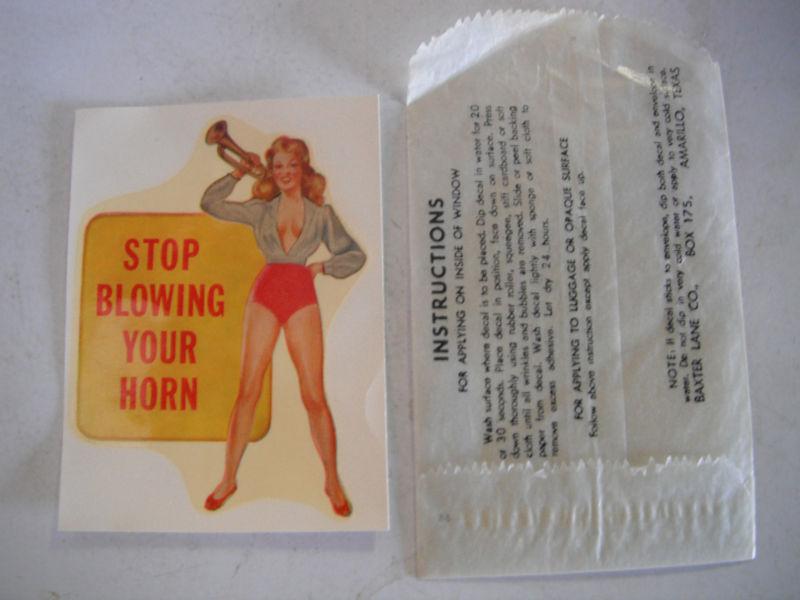 STOP
BLOWING
YOUR
HORN
INSTRUCTIONS
FOR APPLYING ON INSIDE OF WINDOW
Wash surface where decal is to be placed. Dip decal in water for 20
or 30 seconds. Place decal in position, face down on surface. Press
down thoroughly using rubber roller, squeegee, stiff cardboard or soft
cloth until all wrinkles and bubbles are removed. Slide or peel backing
paper from decal. Wash decal lightly with sponge or soft cloth to
remove excess adhesive. Let dry 24 hours.
FOR APPLYING TO LUGGAGE OR OPAQUE SURFACE
Follow above instruction except apply decal face up.
NOTE: If decal sticks to envelope, dip both decal and envelope in
water. Do not dip in very cold water or apply to very cold surface.
BAXTER LANE CO., BOX 175, AMARILLO, TEXAS